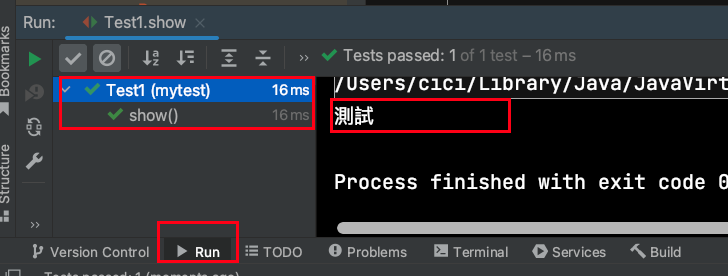 Run: Test1.show
Tests passed: 1 of 1 test – 16 ms
Bookmarks
Test1 (mytest) 16 ms
show() 16 ms
/Users/cici/Library/Java/JavaVirt
測試
Process finished with exit code 0
Structure
Version Control Run TODO Problems Terminal Services Build
Tests passed: 1 (moments ago)